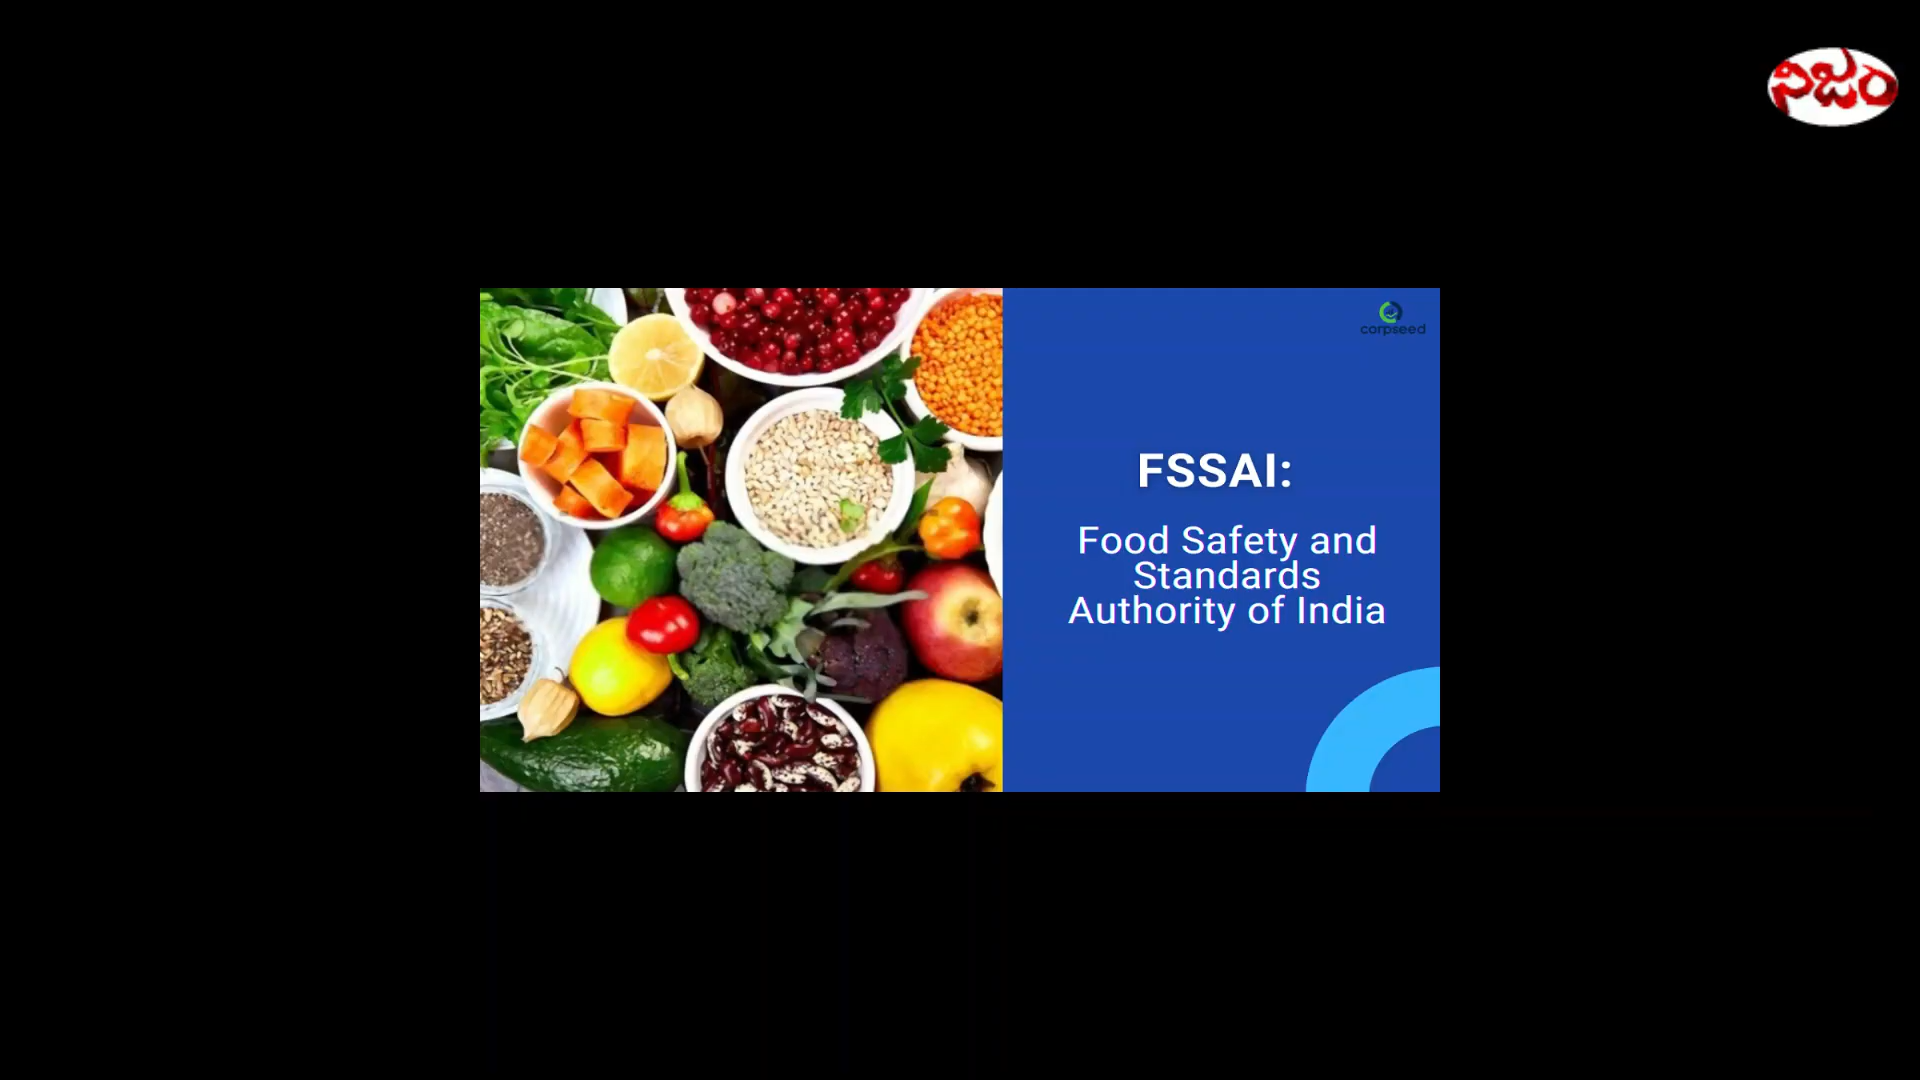 నిజం
corpseed
FSSAI:
Food Safety and
Standards
Authority of India